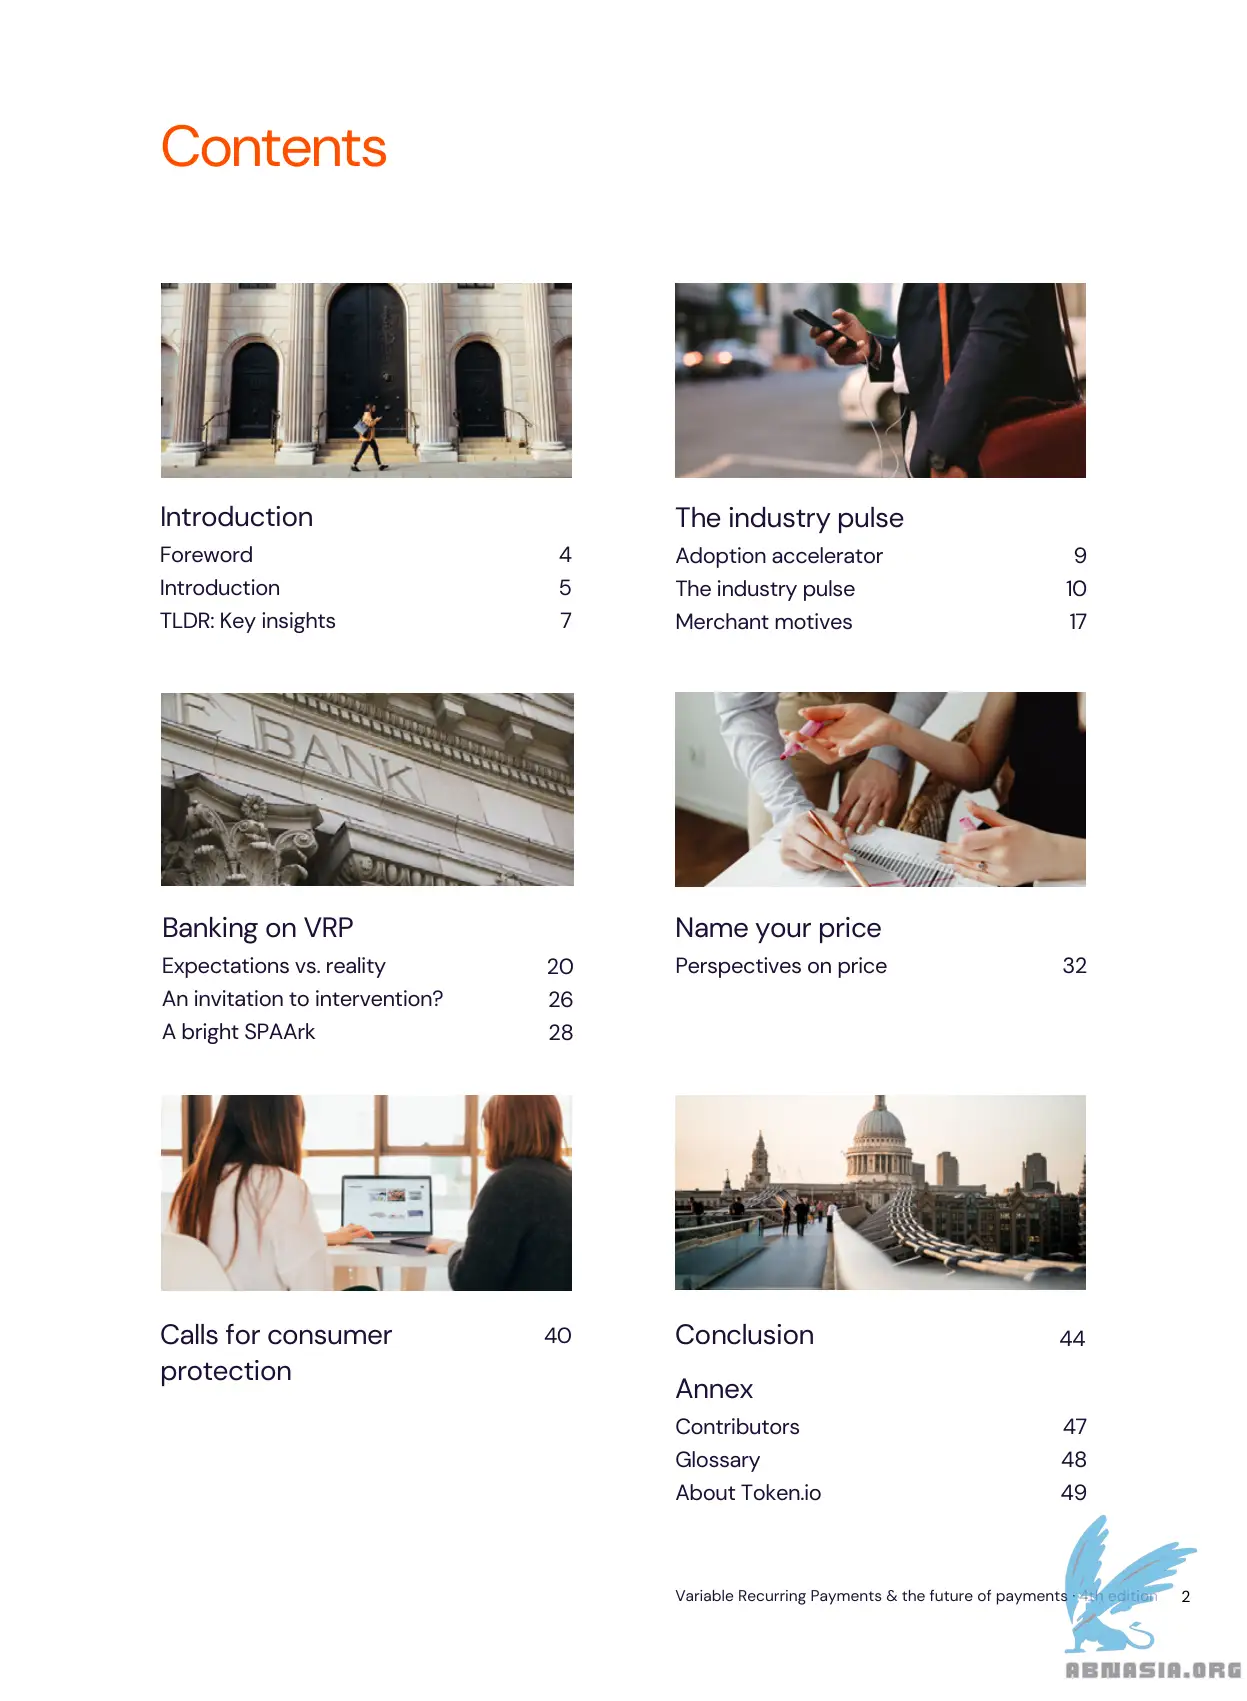 Contents
Introduction
Foreword 4
Introduction 5
TLDR: Key insights 7
The industry pulse
Adoption accelerator 9
The industry pulse 10
Merchant motives 17
BANK
Banking on VRP
Expectations vs. reality 20
An invitation to intervention? 26
A bright SPAArk 28
Name your price
Perspectives on price 32
Calls for consumer 40
protection
Conclusion 44
Annex
Contributors 47
Glossary 48
About Token.io 49
Variable Recurring Payments & the future of payments · 4th edition 2
ABNASIA.ORG